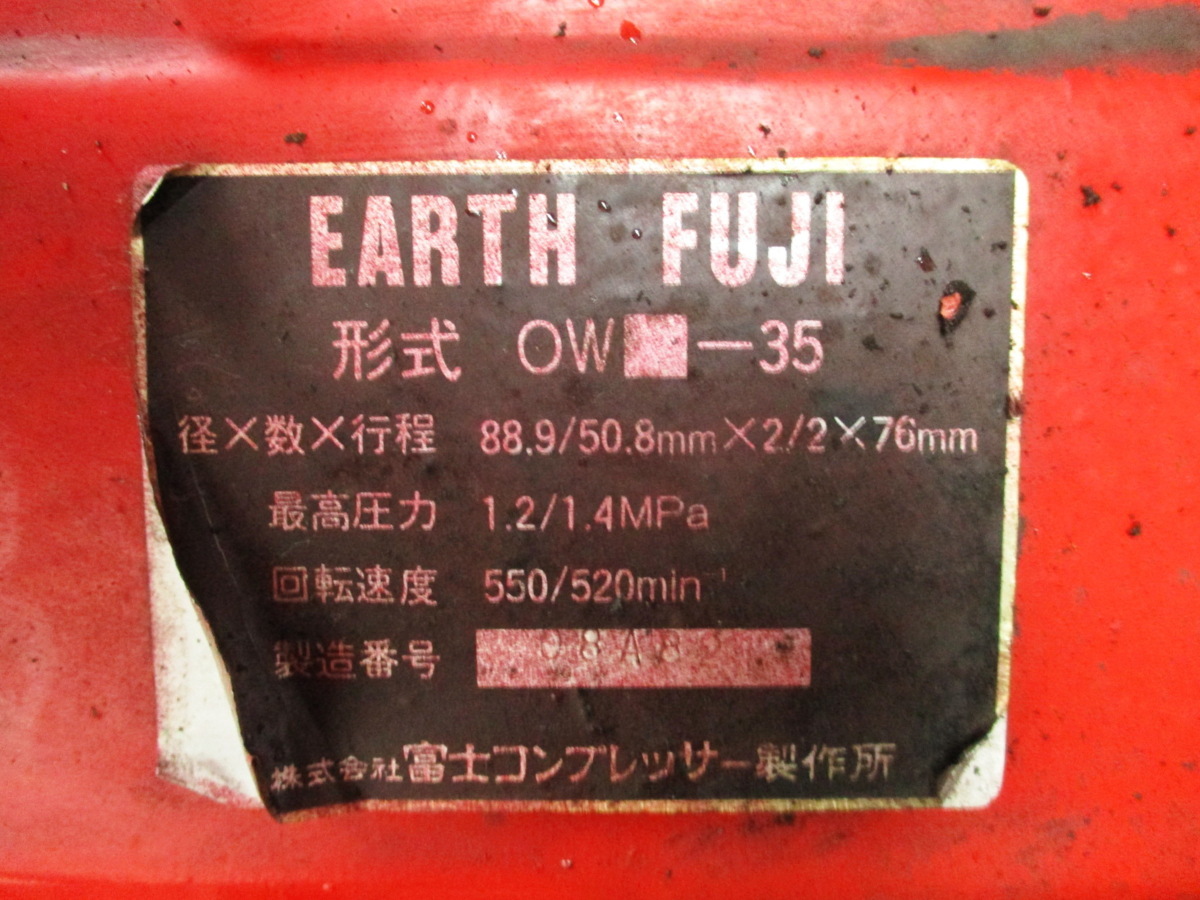 EARTH FUJI
形式 OW -35
径×数×行程 88.9/50.8mm×2/2×76mm
最高圧力 1.2/1.4MPa
回転速度 550/520min⁻¹
製造番号
株式会社富士コンプレッサー製作所